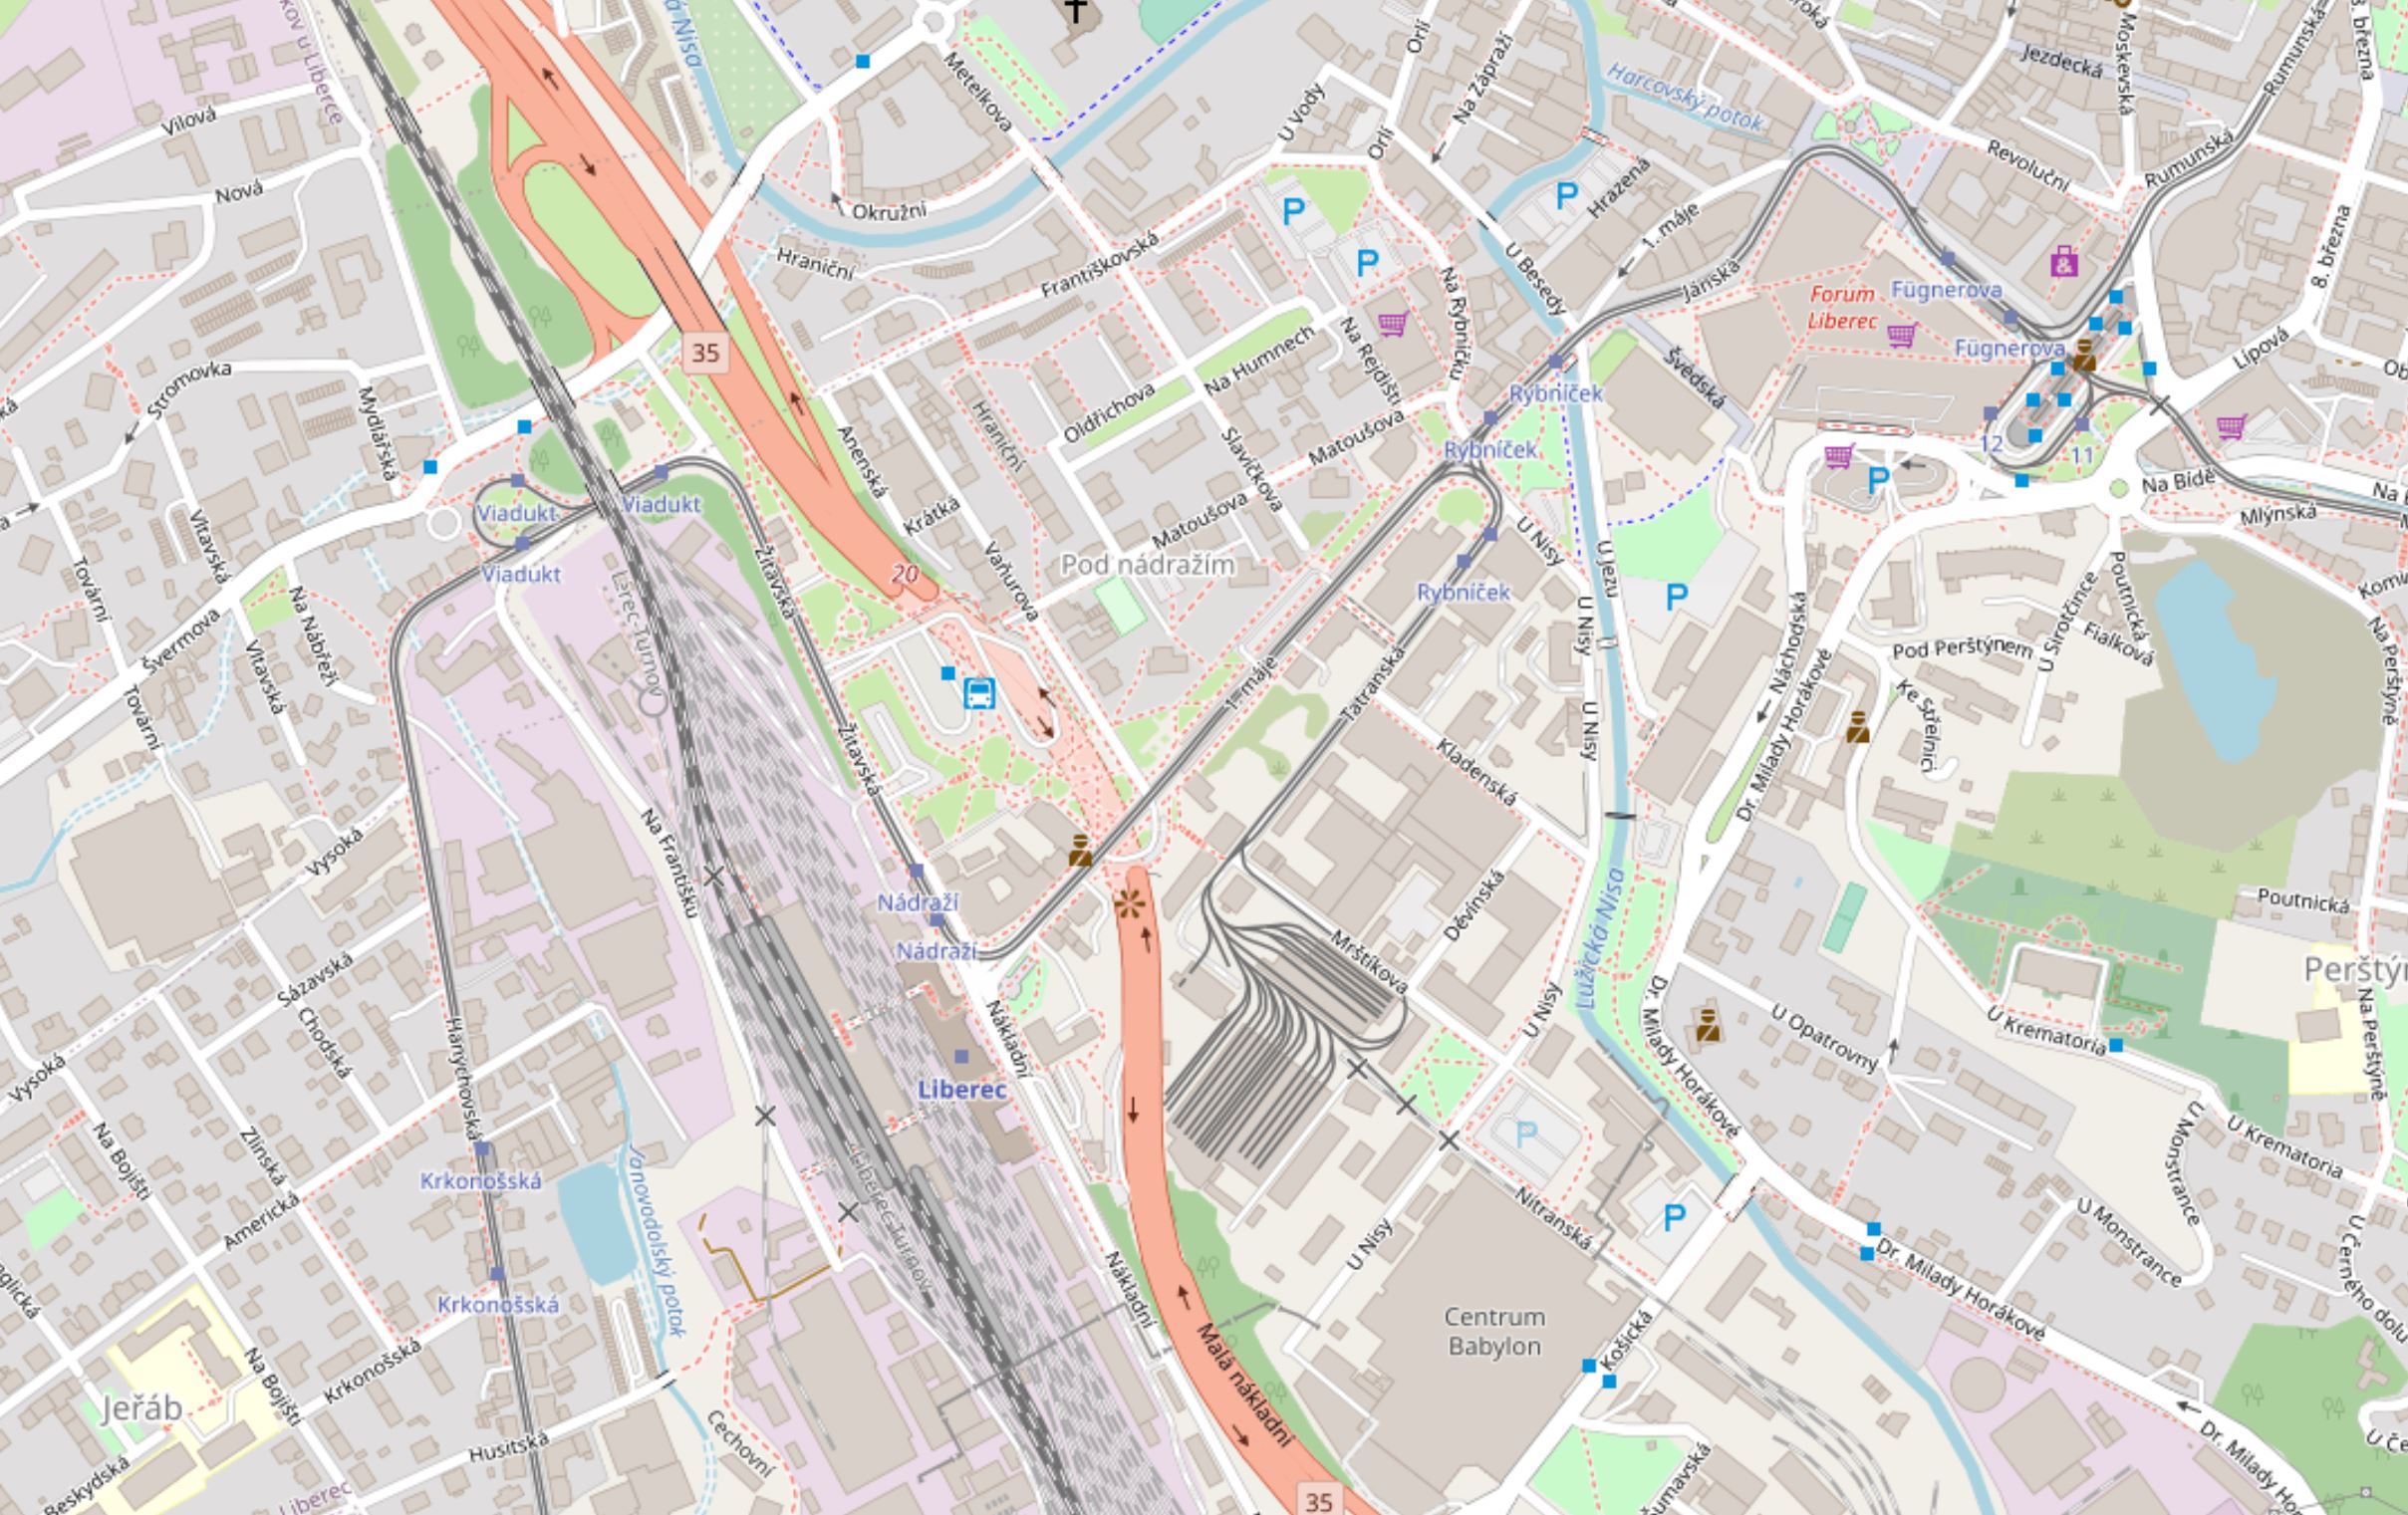 Metelkova
Okružní
Hraniční
Františkovská
U Vody
Orlí
Orlí
Na Zápraží
Harcovský potok
Hrazená
1. máje
U Besedy
Jezdecká
Moskevská
Rumunská
Rumunská
Revoluční
8. března
8. března
Lipová
Vilová
Nová
Stromovka
Mydlářská
35
Jánská
Švédská
Forum
Liberec
Fügnerova
Fügnerova
12
11
Na Bídě
Mlýnská
Na Rybníčku
Na Rejdišti
Na Humnech
Oldřichova
Hraniční
Slavíčkova
Matoušova
Matoušova
Rybníček
Rybníček
Rybníček
Anenská
Krátká
Vaňurova
20
Pod nádražím
Viadukt
Viadukt
Viadukt
Žitavská
Žitavská
Tovární
Tovární
Vltavská
Vltavská
Na Nábřeží
Švermova
U Nisy
U Nisy
U Nisy
U Nisy
U Nisy
U Jezu
1. máje
Tatranská
Kladenská
Děvínská
Mrštíkova
Náchodská
Dr. Milady Horákové
Dr. Milady Horákové
Dr. Milady Horákové
Pod Perštýnem
Ke Střelnici
U Sirotčince
Poutnická
Fialková
Na Perštýně
Na Perštýně
Poutnická
Lužická Nisa
U Opatrovny
U Krematoria
U Krematoria
U Monstrance
U Monstrance
Vysoká
Vysoká
Sázavská
Chodská
Na Františku
Hanychovská
Nádraží
Nádraží
Nákladní
Nákladní
Liberec
Na Bojišti
Na Bojišti
Zlínská
Americká
Krkonošská
Krkonošská
Krkonošská
Janovodolský potok
Jeřáb
Husitská
Beskydská
Cechovní
Liberec
Nitranská
Centrum
Babylon
Košická
Malá nákladní
35